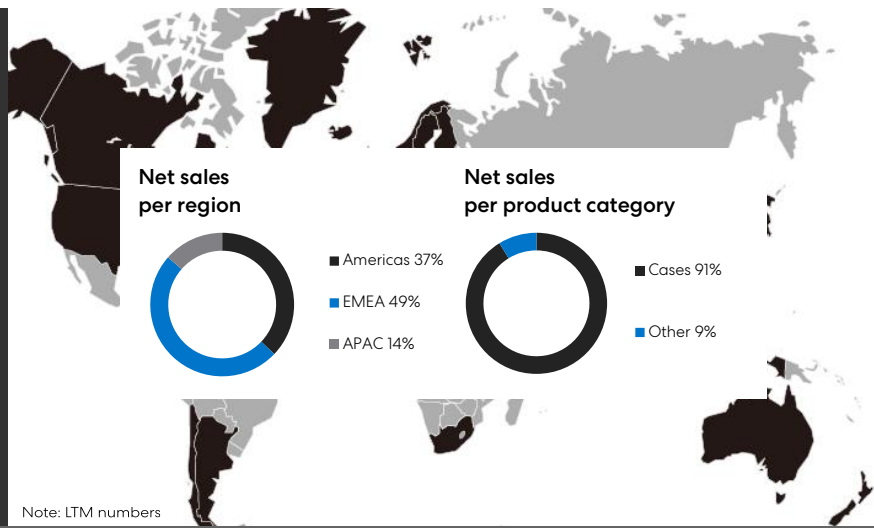 Net sales
per region
Americas 37%
EMEA 49%
APAC 14%
Net sales
per product category
Cases 91%
Other 9%
Note: LTM numbers